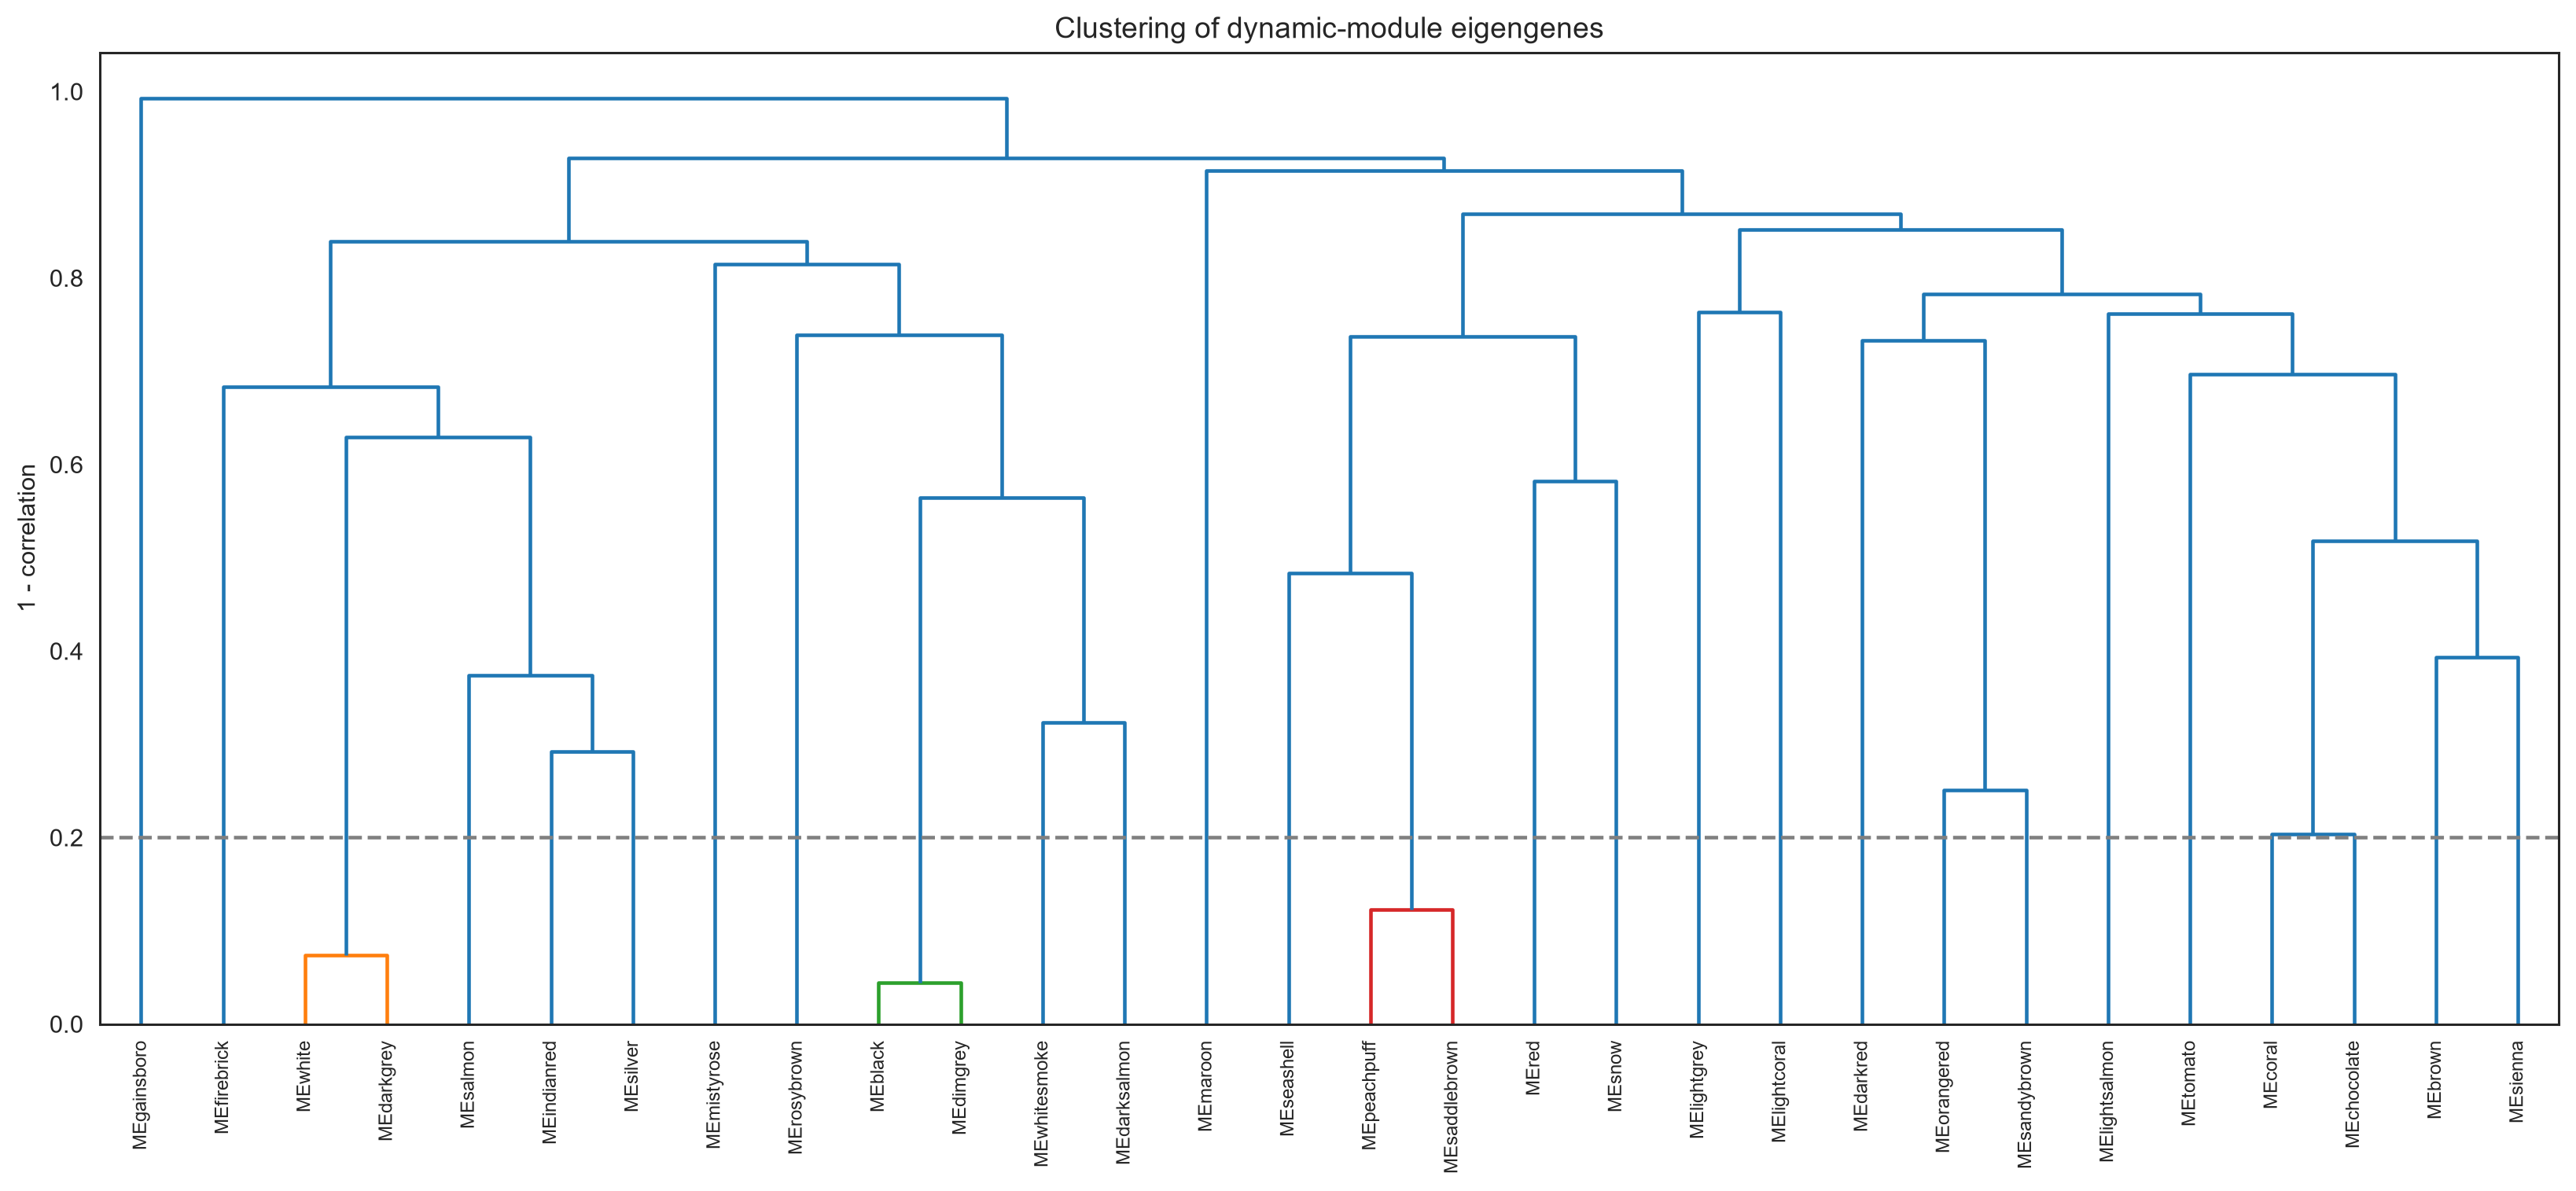 Clustering of dynamic-module eigengenes
1.0
0.8
0.6
0.4
0.2
0.0
1 - correlation
MEgainsboro
MEfirebrick
MEwhite
MEdarkgrey
MEsalmon
MEindianred
MEsilver
MEmistyrose
MErosybrown
MEblack
MEdimgrey
MEwhitesmoke
MEdarksalmon
MEmaroon
MEseashell
MEpeachpuff
MEsaddlebrown
MEred
MEsnow
MElightgrey
MElightcoral
MEdarkred
MEorangered
MEsandybrown
MElightsalmon
MEtomato
MEcoral
MEchocolate
MEbrown
MEsienna